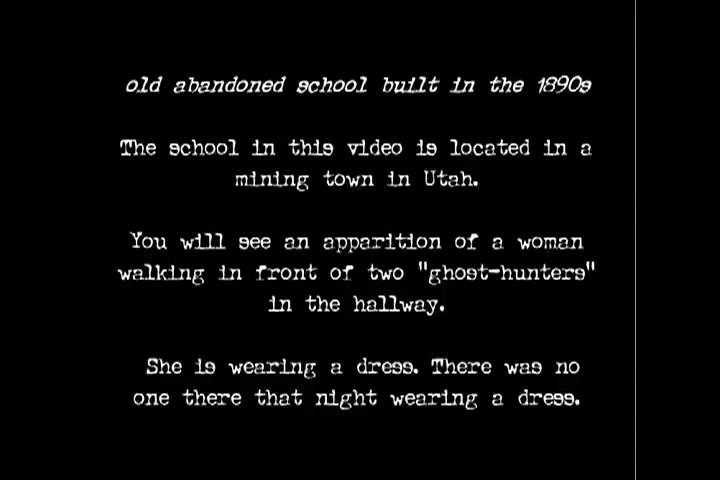 old abandoned school built in the 1890s
The school in this video is located in a
mining town in Utah.
You will see an apparition of a woman
walking in front of two "ghost-hunters"
in the hallway.
She is wearing a dress. There was no
one there that night wearing a dress.